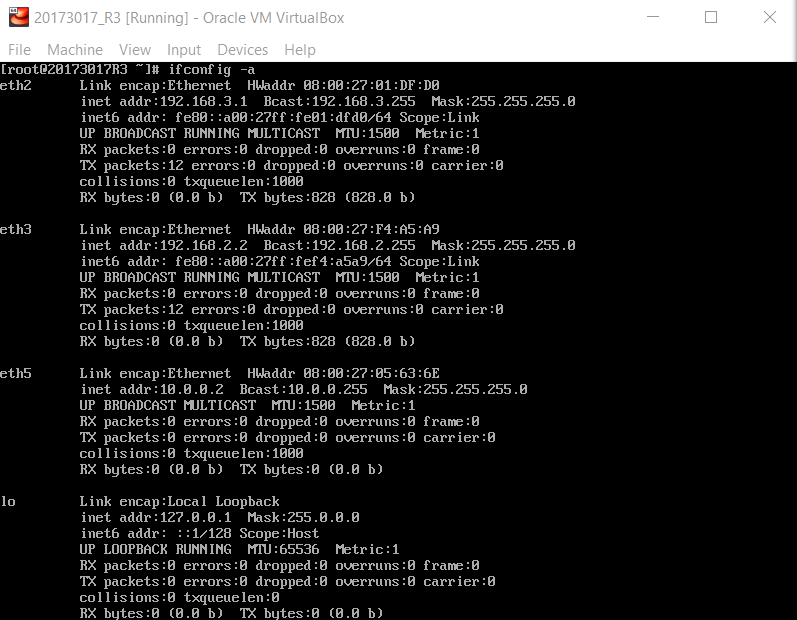 20173017_R3 [Running] - Oracle VM VirtualBox
File Machine View Input Devices Help
[root@20173017R3 ~]# ifconfig -a
eth2 Link encap:Ethernet HWaddr 08:00:27:01:DF:D0
inet addr:192.168.3.1 Bcast:192.168.3.255 Mask:255.255.255.0
inet6 addr: fe80::a00:27ff:fe01:dfd0/64 Scope:Link
UP BROADCAST RUNNING MULTICAST MTU:1500 Metric:1
RX packets:0 errors:0 dropped:0 overruns:0 frame:0
TX packets:12 errors:0 dropped:0 overruns:0 carrier:0
collisions:0 txqueuelen:1000
RX bytes:0 (0.0 b) TX bytes:828 (828.0 b)
eth3 Link encap:Ethernet HWaddr 08:00:27:F4:A5:A9
inet addr:192.168.2.2 Bcast:192.168.2.255 Mask:255.255.255.0
inet6 addr: fe80::a00:27ff:fef4:a5a9/64 Scope:Link
UP BROADCAST RUNNING MULTICAST MTU:1500 Metric:1
RX packets:0 errors:0 dropped:0 overruns:0 frame:0
TX packets:12 errors:0 dropped:0 overruns:0 carrier:0
collisions:0 txqueuelen:1000
RX bytes:0 (0.0 b) TX bytes:828 (828.0 b)
eth5 Link encap:Ethernet HWaddr 08:00:27:05:63:6E
inet addr:10.0.0.2 Bcast:10.0.0.255 Mask:255.255.255.0
UP BROADCAST MULTICAST MTU:1500 Metric:1
RX packets:0 errors:0 dropped:0 overruns:0 frame:0
TX packets:0 errors:0 dropped:0 overruns:0 carrier:0
collisions:0 txqueuelen:1000
RX bytes:0 (0.0 b) TX bytes:0 (0.0 b)
lo Link encap:Local Loopback
inet addr:127.0.0.1 Mask:255.0.0.0
inet6 addr: ::1/128 Scope:Host
UP LOOPBACK RUNNING MTU:65536 Metric:1
RX packets:0 errors:0 dropped:0 overruns:0 frame:0
TX packets:0 errors:0 dropped:0 overruns:0 carrier:0
collisions:0 txqueuelen:0
RX bytes:0 (0.0 b) TX bytes:0 (0.0 b)